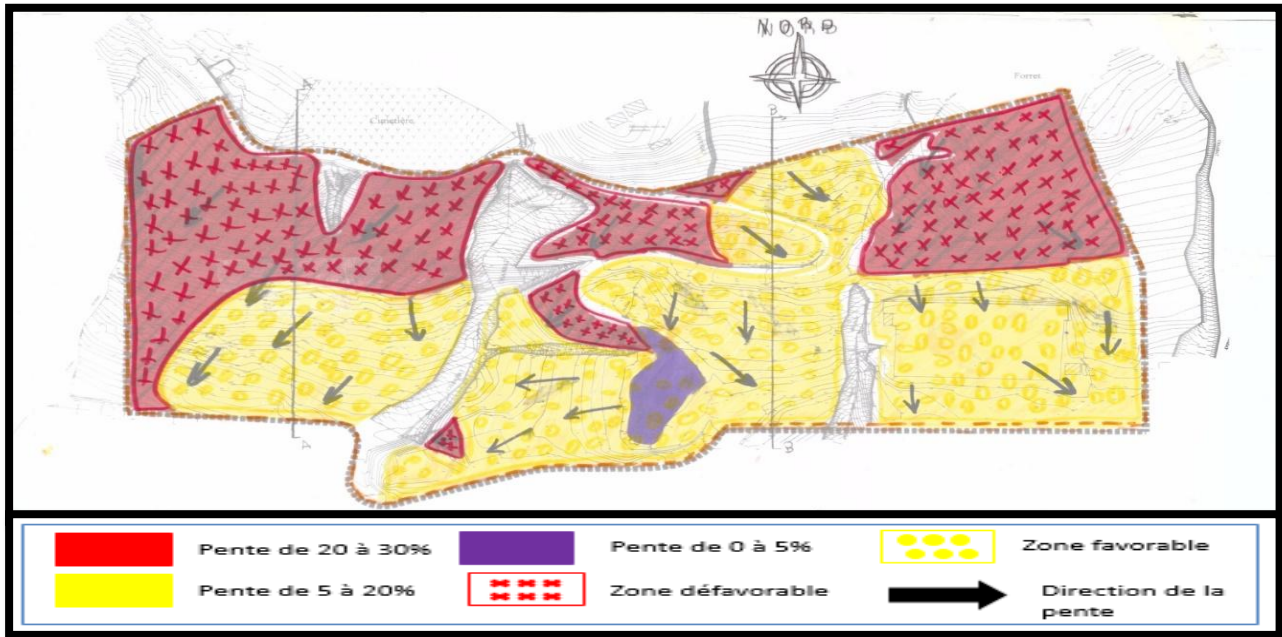 NORD
Forret
Cimetière
A
B
A
B
Pente de 20 à 30%
Pente de 0 à 5%
Zone favorable
Pente de 5 à 20%
Zone défavorable
Direction de la
pente